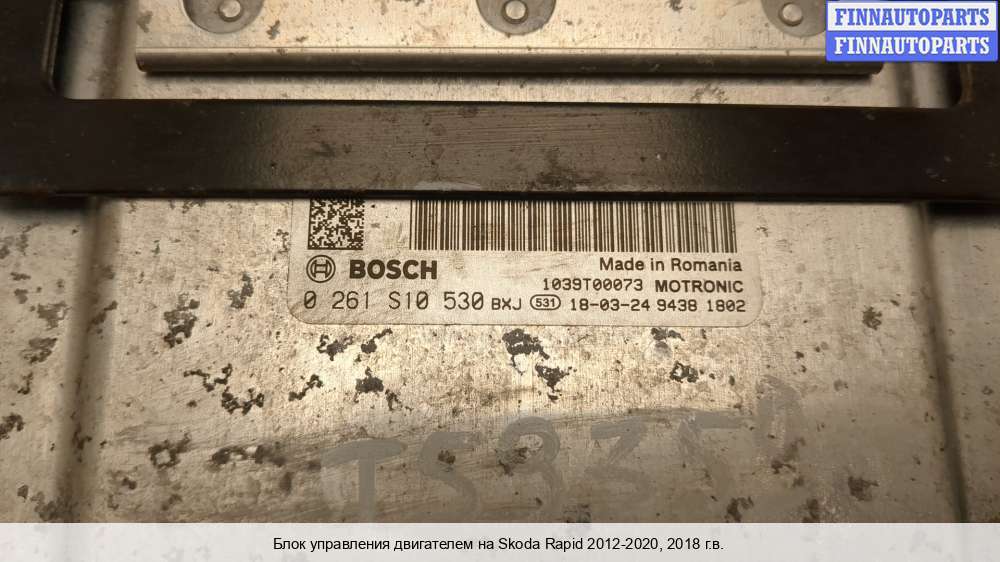 FINNAUTOPARTS
FINNAUTOPARTS
BOSCH
Made in Romania
1039T00073 MOTRONIC
0 261 S10 530 BXJ 531 18-03-24 9438 1802
Блок управления двигателем на Skoda Rapid 2012-2020, 2018 г.в.